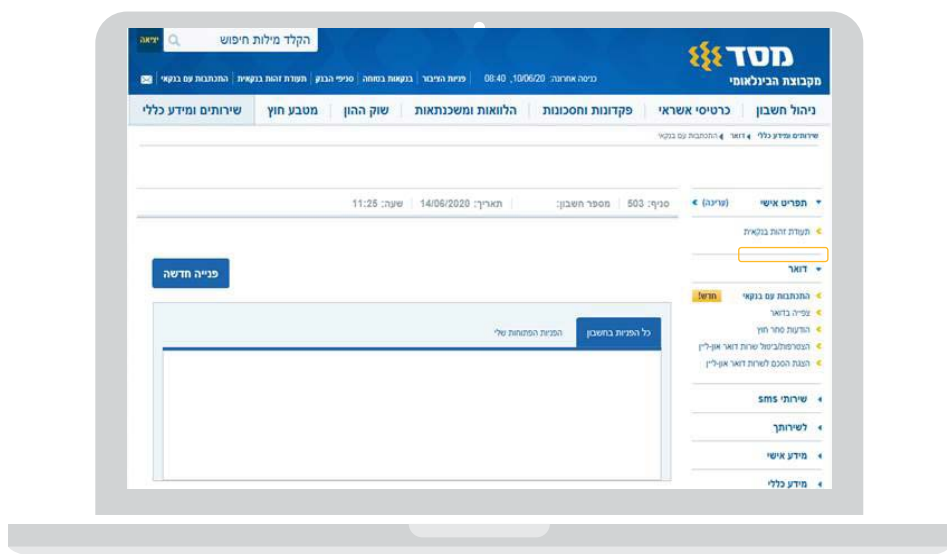 הקלד מילות חיפוש
יציאה
מסד
מקבוצת הבינלאומי
כניסה אחרונה: 10/06/20, 08:40 | פניות הציבור | בנקאות בטוחה | סניפי הבנק | תעודת זהות בנקאית | התכתבות עם בנקאי
ניהול חשבון | כרטיסי אשראי | פקדונות וחסכונות | הלוואות ומשכנתאות | שוק ההון | מטבע חוץ | שירותים ומידע כללי
שירותים ומידע כללי דואר התכתבות עם בנקאי
תפריט אישי (עריכה)
סניף: 503 | מספר חשבון: | תאריך: 14/06/2020 | שעה: 11:25
תעודת זהות בנקאית
דואר
פנייה חדשה
התכתבות עם בנקאי חדש!
צפייה בדואר
הודעות סחר חוץ
הצטרפות/ביטול שרות דואר און-ליין
הצגת הסכם לשרות דואר און-ליין
כל הפניות בחשבון
הפניות הפתוחות שלי
שירותי sms
לשירותך
מידע אישי
מידע כללי